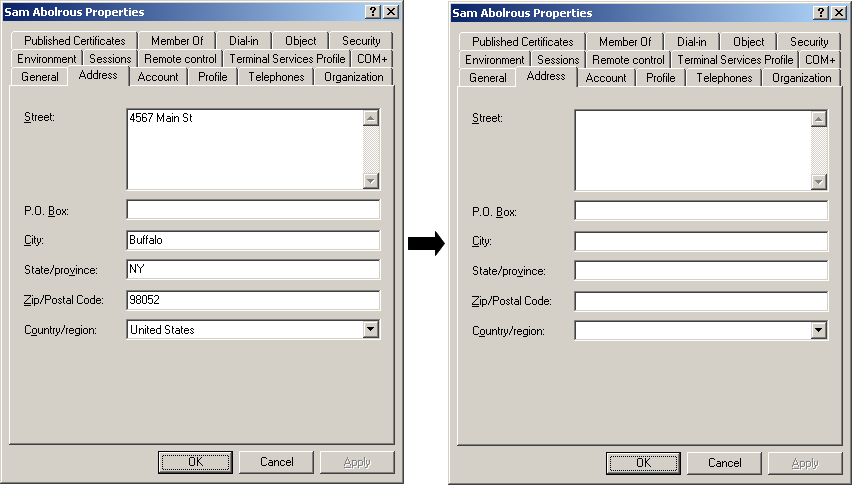 Sam Abolrous Properties
Published Certificates Member Of Dial-in Object Security
Environment Sessions Remote control Terminal Services Profile COM+
General Address Account Profile Telephones Organization
Street: 4567 Main St
P.O. Box:
City: Buffalo
State/province: NY
Zip/Postal Code: 98052
Country/region: United States
OK Cancel Apply
Sam Abolrous Properties
Published Certificates Member Of Dial-in Object Security
Environment Sessions Remote control Terminal Services Profile COM+
General Address Account Profile Telephones Organization
Street:
P.O. Box:
City:
State/province:
Zip/Postal Code:
Country/region:
OK Cancel Apply